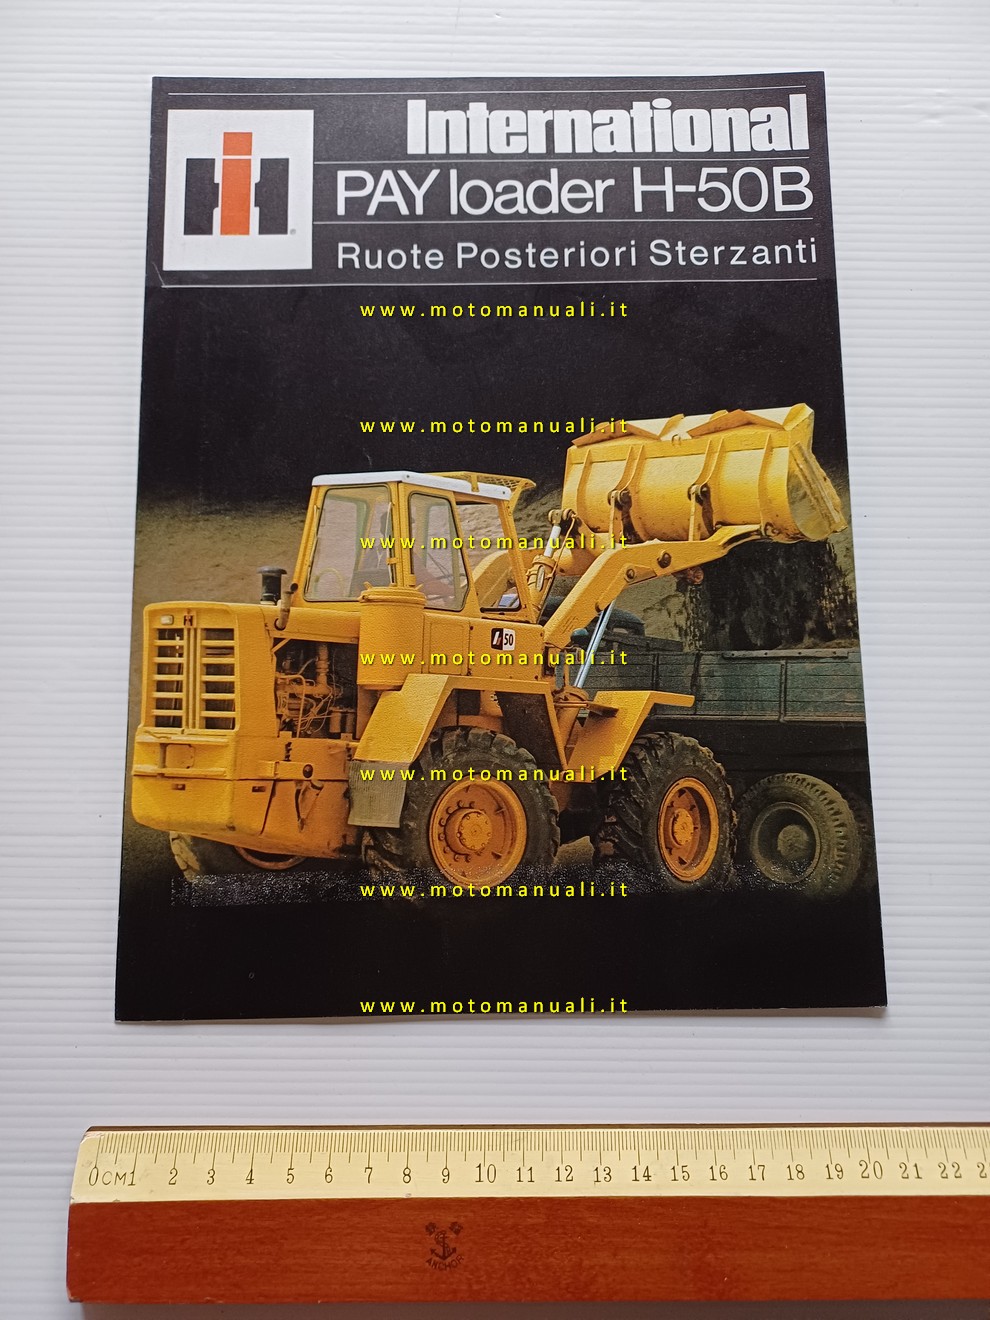 International
PAY loader H-50B
Ruote Posteriori Sterzanti
www.motomanuali.it
www.motomanuali.it
www.motomanuali.it
50
www.motomanuali.it
www.motomanuali.it
www.motomanuali.it
www.motomanuali.it
0CM1 2 3 4 5 6 7 8 9 10 11 12 13 14 15 16 17 18 19 20 21 22
ANCHOR